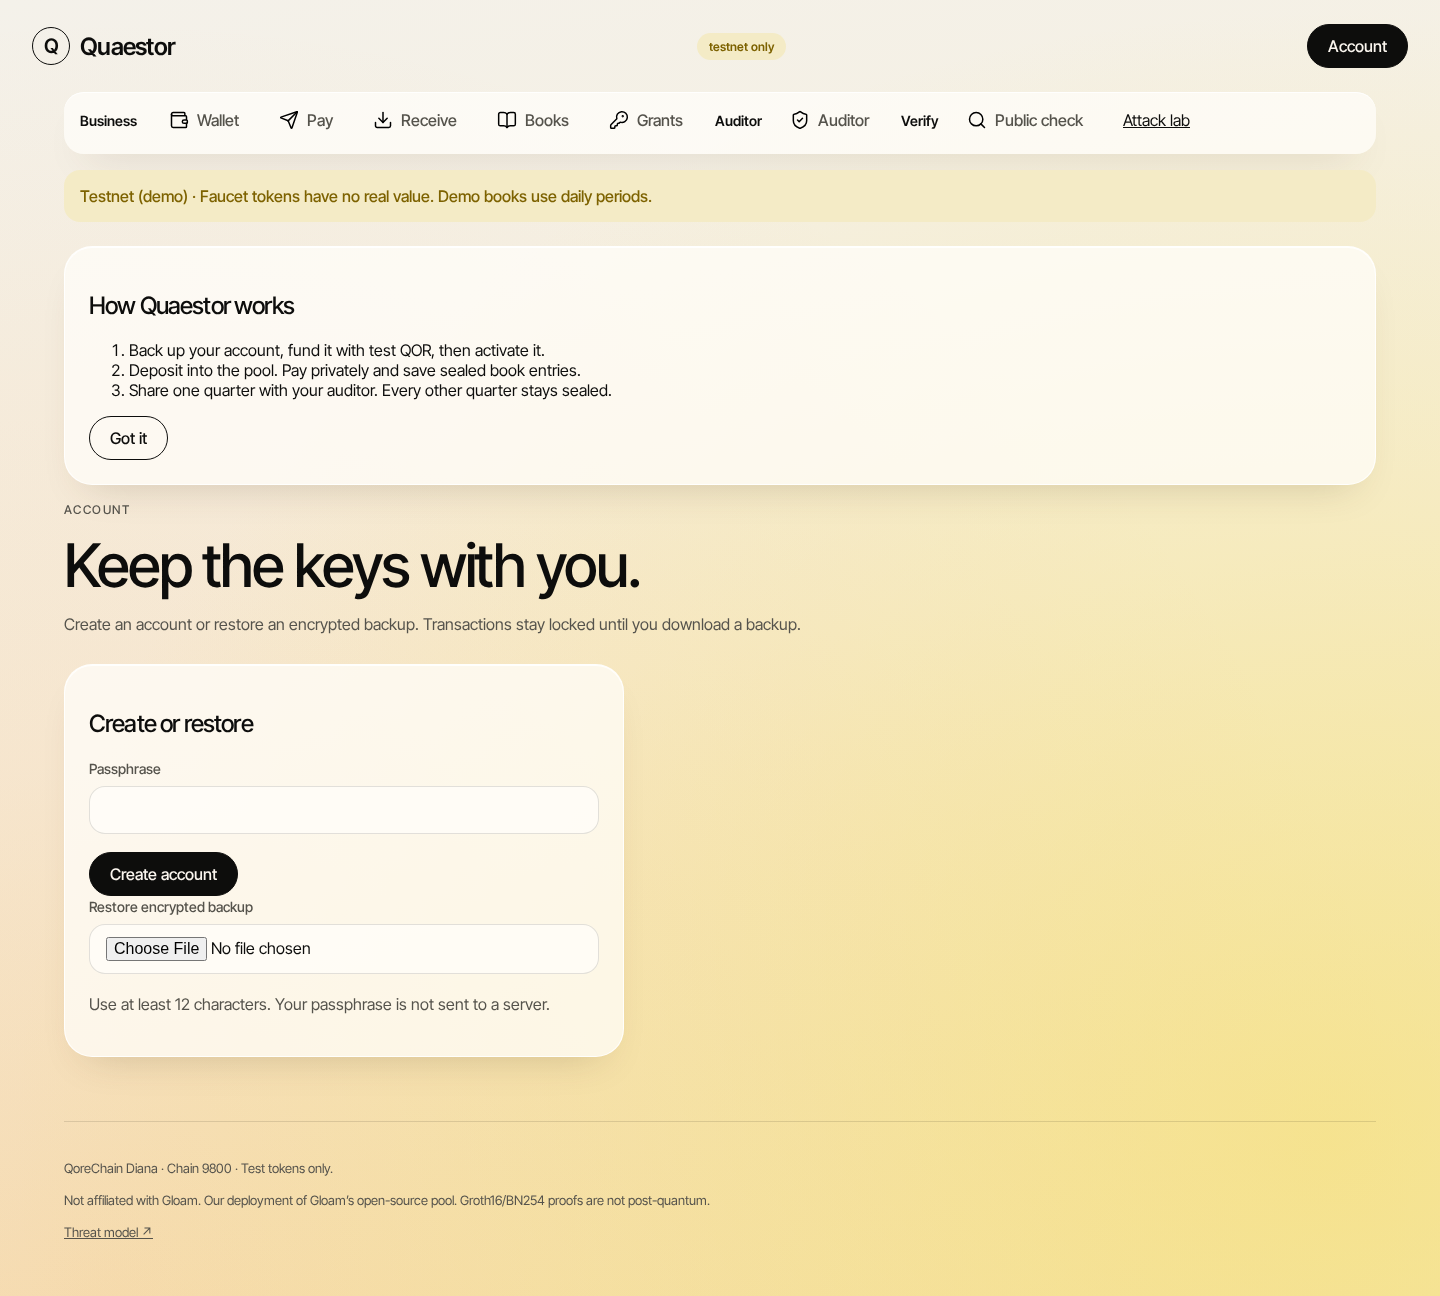 Q Quaestor
testnet only
Account
Business Wallet Pay Receive Books Grants Auditor Auditor Verify Public check Attack lab
Testnet (demo) · Faucet tokens have no real value. Demo books use daily periods.
How Quaestor works
1. Back up your account, fund it with test QOR, then activate it.
2. Deposit into the pool. Pay privately and save sealed book entries.
3. Share one quarter with your auditor. Every other quarter stays sealed.
Got it
ACCOUNT
Keep the keys with you.
Create an account or restore an encrypted backup. Transactions stay locked until you download a backup.
Create or restore
Passphrase
Create account
Restore encrypted backup
Choose File No file chosen
Use at least 12 characters. Your passphrase is not sent to a server.
QoreChain Diana · Chain 9800 · Test tokens only.
Not affiliated with Gloam. Our deployment of Gloam’s open-source pool. Groth16/BN254 proofs are not post-quantum.
Threat model ↗